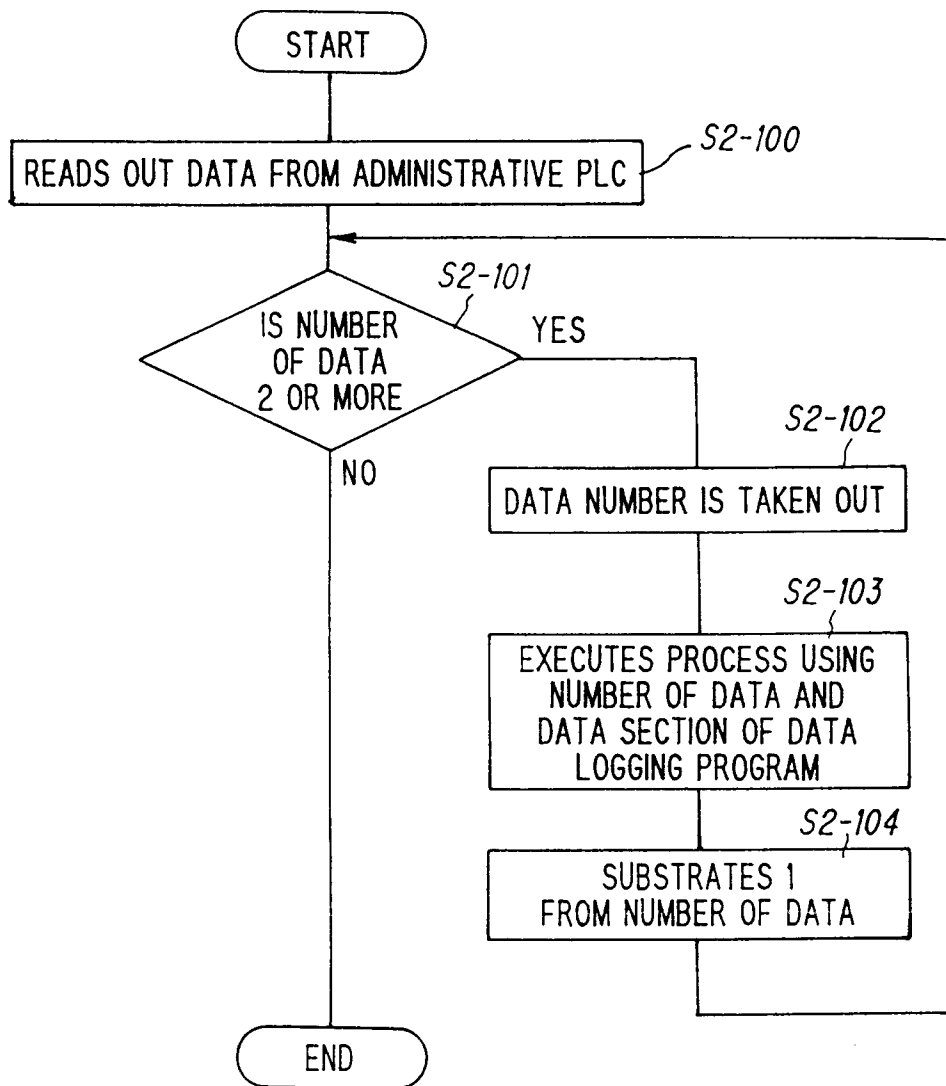 START
S2-100
READS OUT DATA FROM ADMINISTRATIVE PLC
S2-101
IS NUMBER
OF DATA
2 OR MORE
YES
NO
S2-102
DATA NUMBER IS TAKEN OUT
S2-103
EXECUTES PROCESS USING
NUMBER OF DATA AND
DATA SECTION OF DATA
LOGGING PROGRAM
S2-104
SUBSTRATES 1
FROM NUMBER OF DATA
END